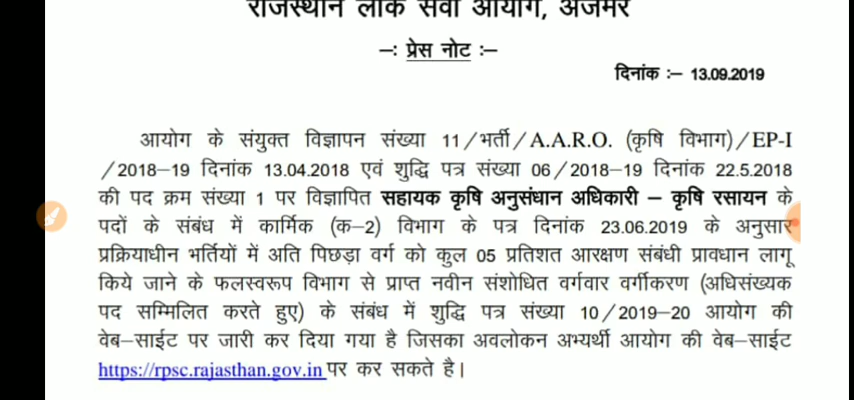 राजस्थान लोक सेवा आयोग, अजमेर
–: प्रेस नोट :–
दिनांक :– 13.09.2019
आयोग के संयुक्त विज्ञापन संख्या 11/भर्ती/A.A.R.O. (कृषि विभाग)/EP-I
/2018-19 दिनांक 13.04.2018 एवं शुद्धि पत्र संख्या 06/2018-19 दिनांक 22.5.2018
की पद क्रम संख्या 1 पर विज्ञापित सहायक कृषि अनुसंधान अधिकारी – कृषि रसायन के
पदों के संबंध में कार्मिक (क–2) विभाग के पत्र दिनांक 23.06.2019 के अनुसार
प्रक्रियाधीन भर्तियों में अति पिछड़ा वर्ग को कुल 05 प्रतिशत आरक्षण संबंधी प्रावधान लागू
किये जाने के फलस्वरूप विभाग से प्राप्त नवीन संशोधित वर्गवार वर्गीकरण (अधिसंख्यक
पद सम्मिलित करते हुए) के संबंध में शुद्धि पत्र संख्या 10/2019–20 आयोग की
वेब–साईट पर जारी कर दिया गया है जिसका अवलोकन अभ्यर्थी आयोग की वेब–साईट
https://rpsc.rajasthan.gov.in पर कर सकते है।